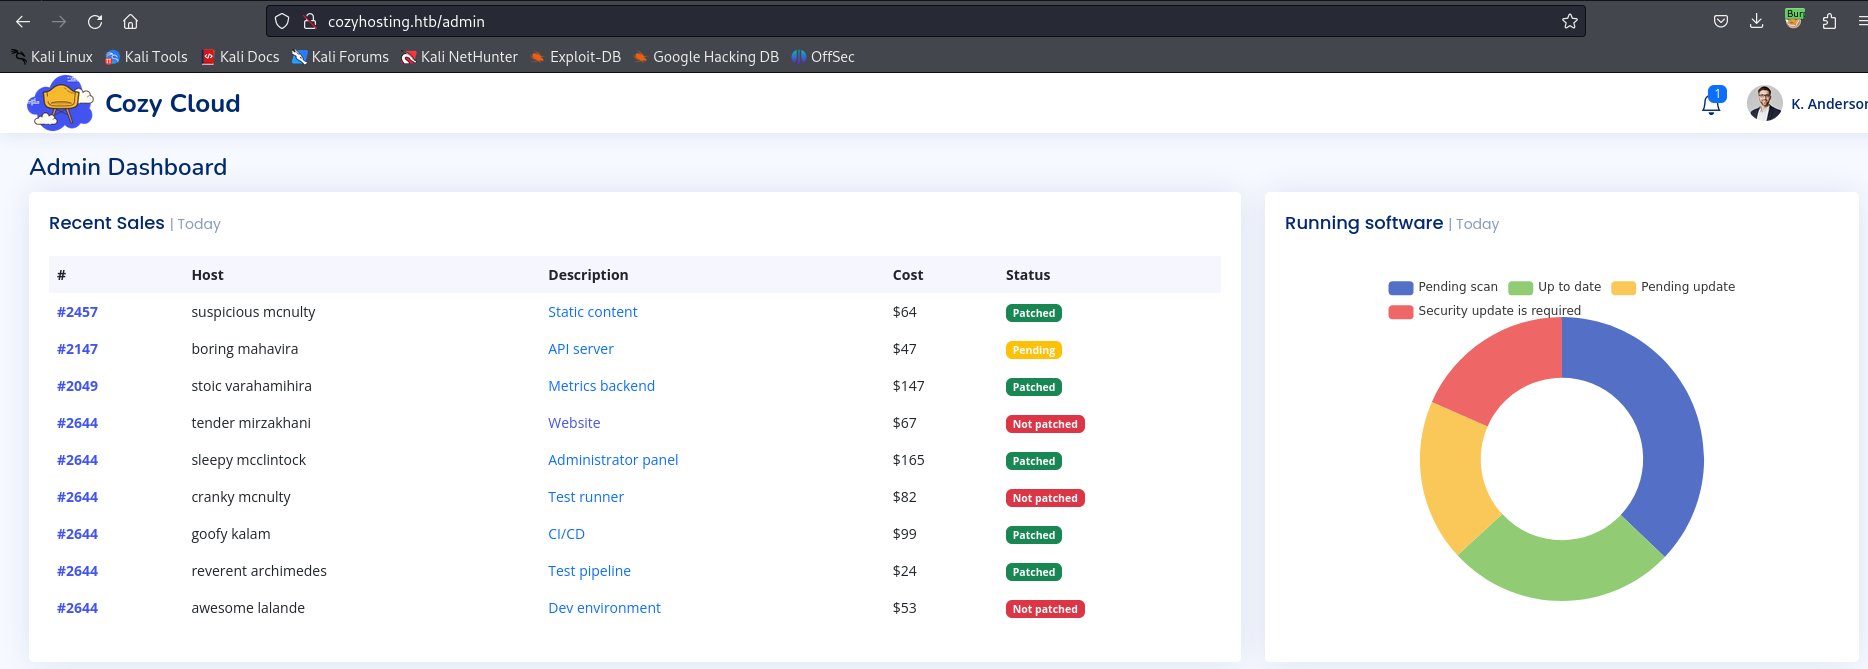 cozyhosting.htb/admin
Burr
Kali Linux Kali Tools Kali Docs Kali Forums Kali NetHunter Exploit-DB Google Hacking DB OffSec
Cozy Cloud
1
K. Anderson
Admin Dashboard
Recent Sales | Today
# Host Description Cost Status
#2457 suspicious mcnulty Static content $64 Patched
#2147 boring mahavira API server $47 Pending
#2049 stoic varahamihira Metrics backend $147 Patched
#2644 tender mirzakhani Website $67 Not patched
#2644 sleepy mcclintock Administrator panel $165 Patched
#2644 cranky mcnulty Test runner $82 Not patched
#2644 goofy kalam CI/CD $99 Patched
#2644 reverent archimedes Test pipeline $24 Patched
#2644 awesome lalande Dev environment $53 Not patched
Running software | Today
Pending scan Up to date Pending update
Security update is required